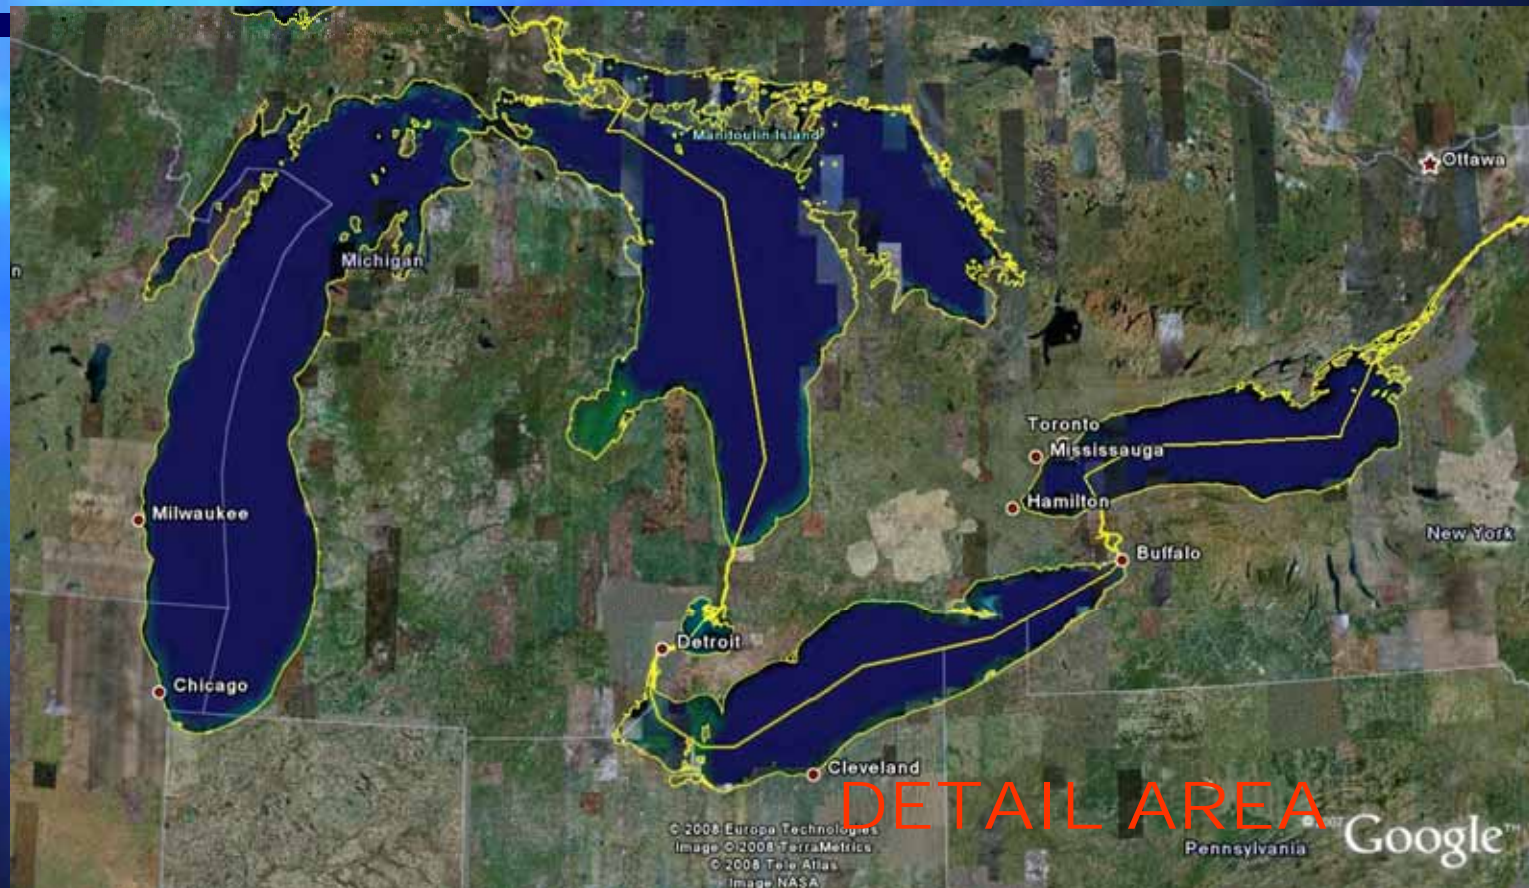 Manitoulin Island
Ottawa
Michigan
Toronto
Mississauga
Hamilton
Milwaukee
New York
Buffalo
Detroit
Chicago
Cleveland
DETAIL AREA
© 2008 Europa Technologies
Image © 2008 TerraMetrics
© 2008 Tele Atlas
Image NASA
Pennsylvania
Google™
n